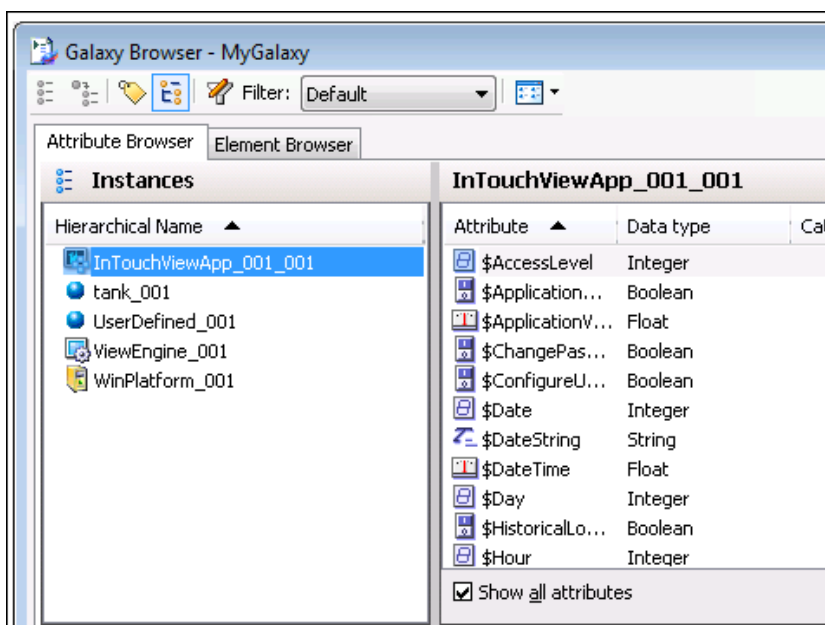 Galaxy Browser - MyGalaxy
Filter: Default
Attribute Browser Element Browser
Instances
Hierarchical Name
InTouchViewApp_001_001
tank_001
UserDefined_001
ViewEngine_001
WinPlatform_001
InTouchViewApp_001_001
Attribute Data type Cat
$AccessLevel Integer
$Application... Boolean
$ApplicationV... Float
$ChangePas... Boolean
$ConfigureU... Boolean
$Date Integer
$DateString String
$DateTime Float
$Day Integer
$HistoricalLo... Boolean
$Hour Integer
Show all attributes